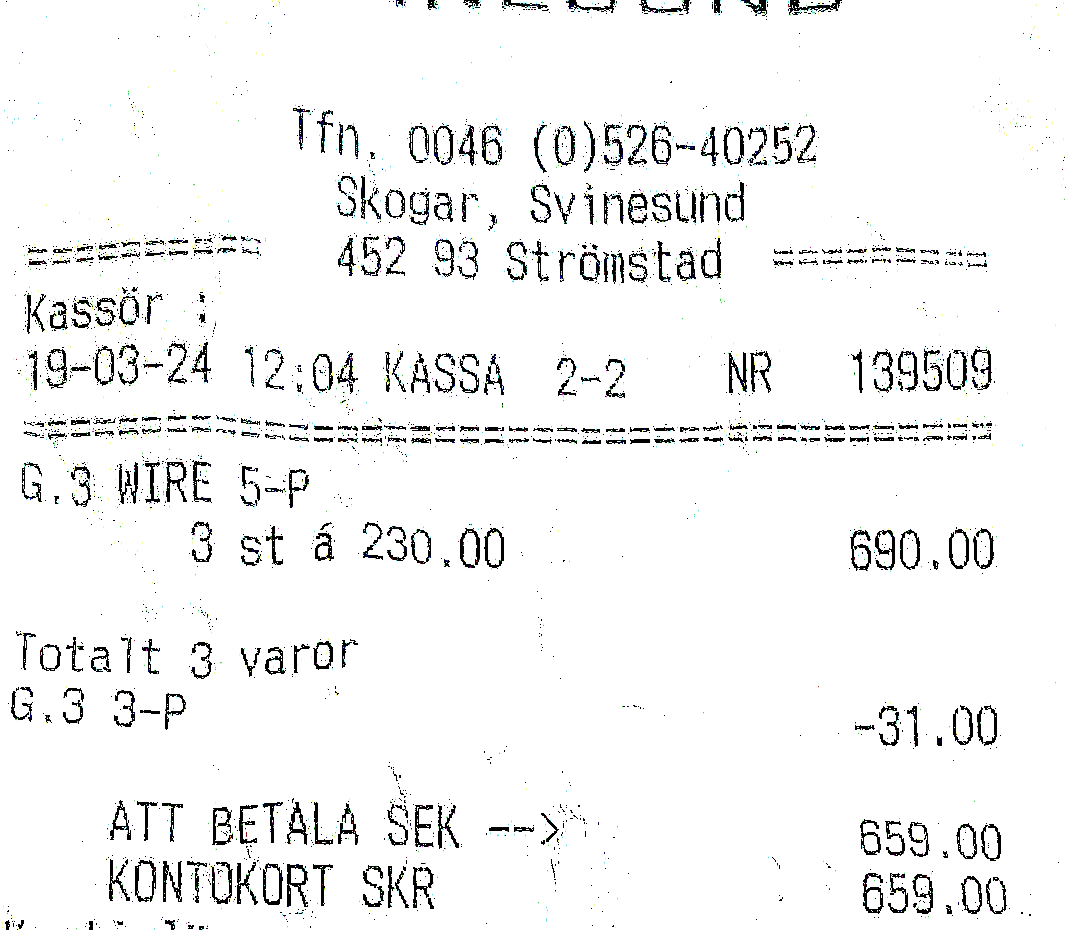 Tfn. 0046 (0)526-40252
Skogar, Svinesund
========= 452 93 Strömstad =========
Kassör :
19-03-24 12:04 KASSA 2-2 NR 139509
=========================================
G.3 WIRE 5-P
3 st á 230.00 690.00
Totalt 3 varor
G.3 3-P -31.00
ATT BETALA SEK --> 659.00
KONTOKORT SKR 659.00